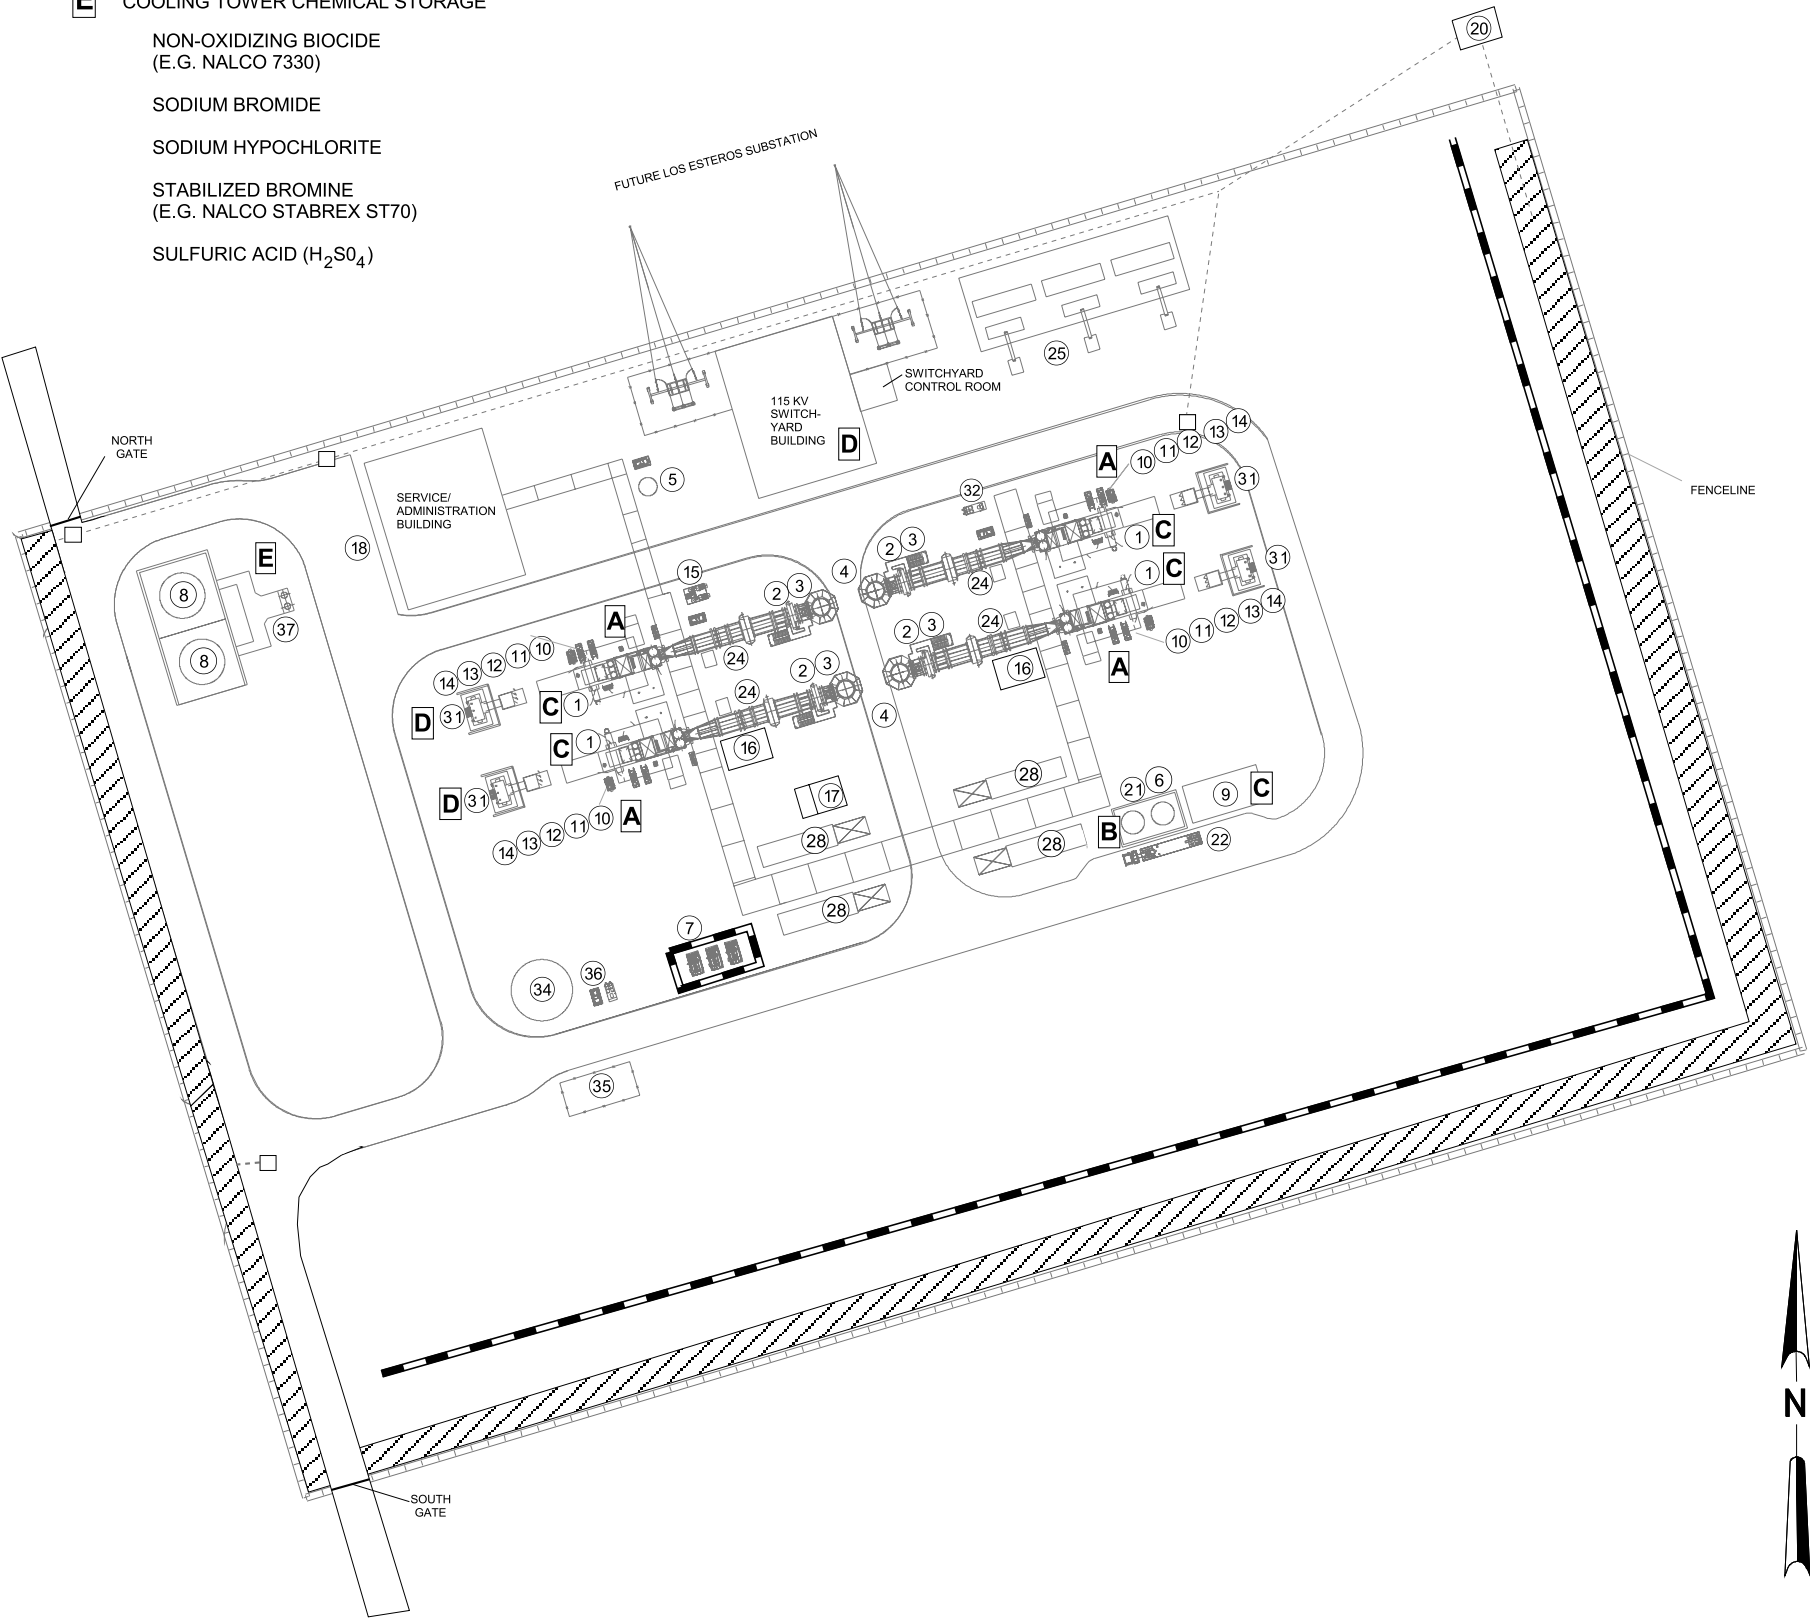 E COOLING TOWER CHEMICAL STORAGE
NON-OXIDIZING BIOCIDE
(E.G. NALCO 7330)
SODIUM BROMIDE
SODIUM HYPOCHLORITE
STABILIZED BROMINE
(E.G. NALCO STABREX ST70)
SULFURIC ACID (H2S04)
20
FUTURE LOS ESTEROS SUBSTATION
25
SWITCHYARD
CONTROL ROOM
115 KV
SWITCH-
YARD
BUILDING
D
NORTH
GATE
SERVICE/
ADMINISTRATION
BUILDING
5
18
FENCELINE
A
10
11
12
13
14
32
31
C
1
2
3
4
24
E
8
8
37
15
2
3
24
A
14
13
12
11
10
D
31
C
1
1
C
31
2
3
24
16
A
10
11
12
13
14
2
3
4
24
16
C
1
D
31
14
13
12
11
10
A
17
28
28
28
28
21
6
9
C
B
22
7
34
36
35
SOUTH
GATE
N